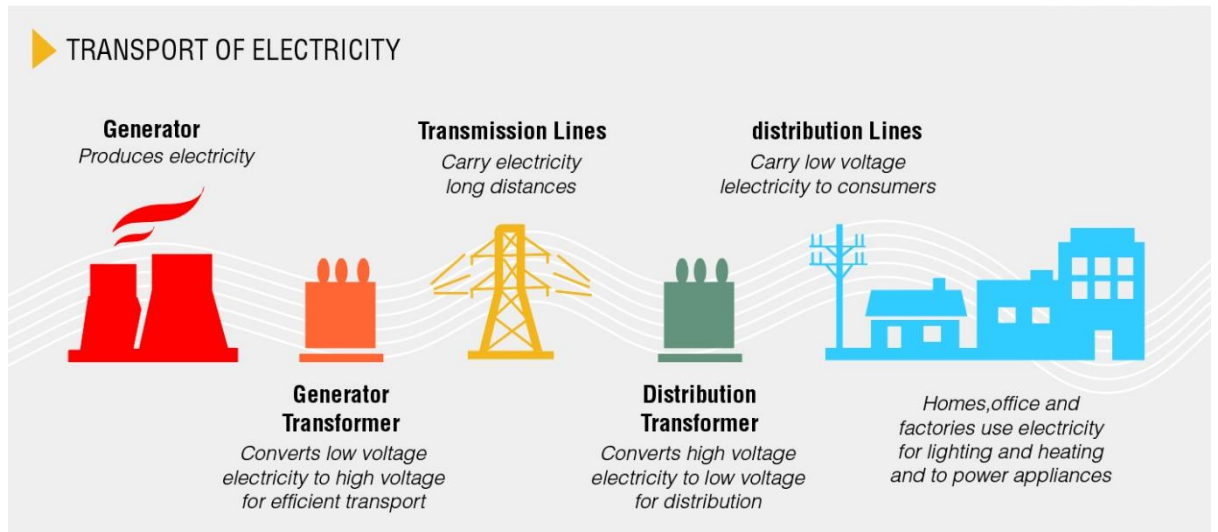 TRANSPORT OF ELECTRICITY
Generator
Produces electricity
Transmission Lines
Carry electricity
long distances
distribution Lines
Carry low voltage
lelectricity to consumers
Generator
Transformer
Converts low voltage
electricity to high voltage
for efficient transport
Distribution
Transformer
Converts high voltage
electricity to low voltage
for distribution
Homes,office and
factories use electricity
for lighting and heating
and to power appliances